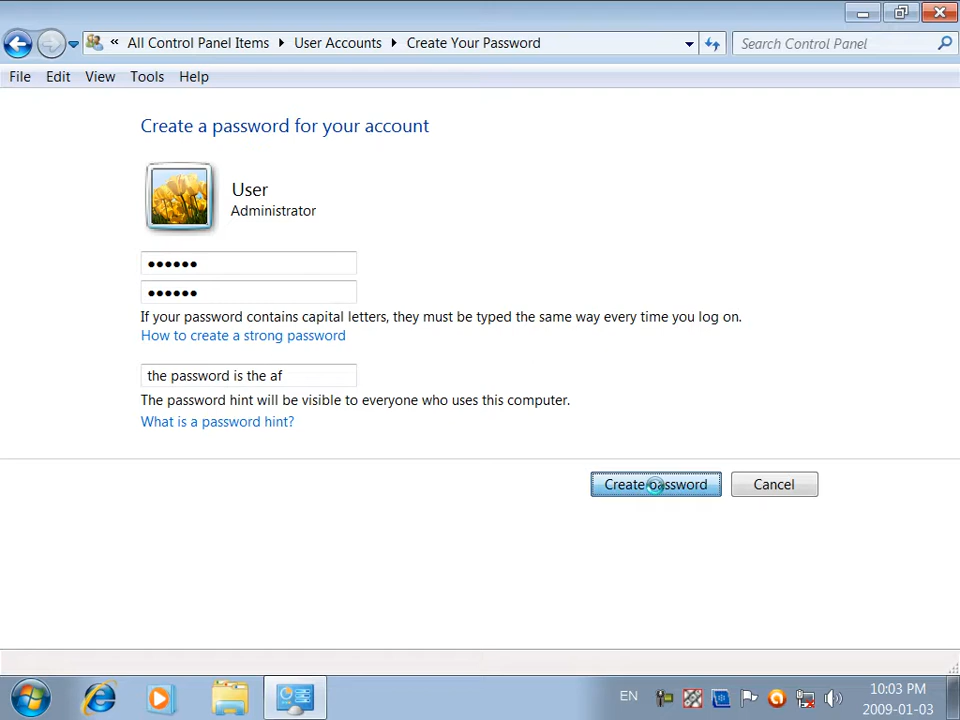 « All Control Panel Items ▸ User Accounts ▸ Create Your Password
Search Control Panel
File Edit View Tools Help
Create a password for your account
User
Administrator
••••••
••••••
If your password contains capital letters, they must be typed the same way every time you log on.
How to create a strong password
the password is the af
The password hint will be visible to everyone who uses this computer.
What is a password hint?
Create password Cancel
EN
10:03 PM
2009-01-03